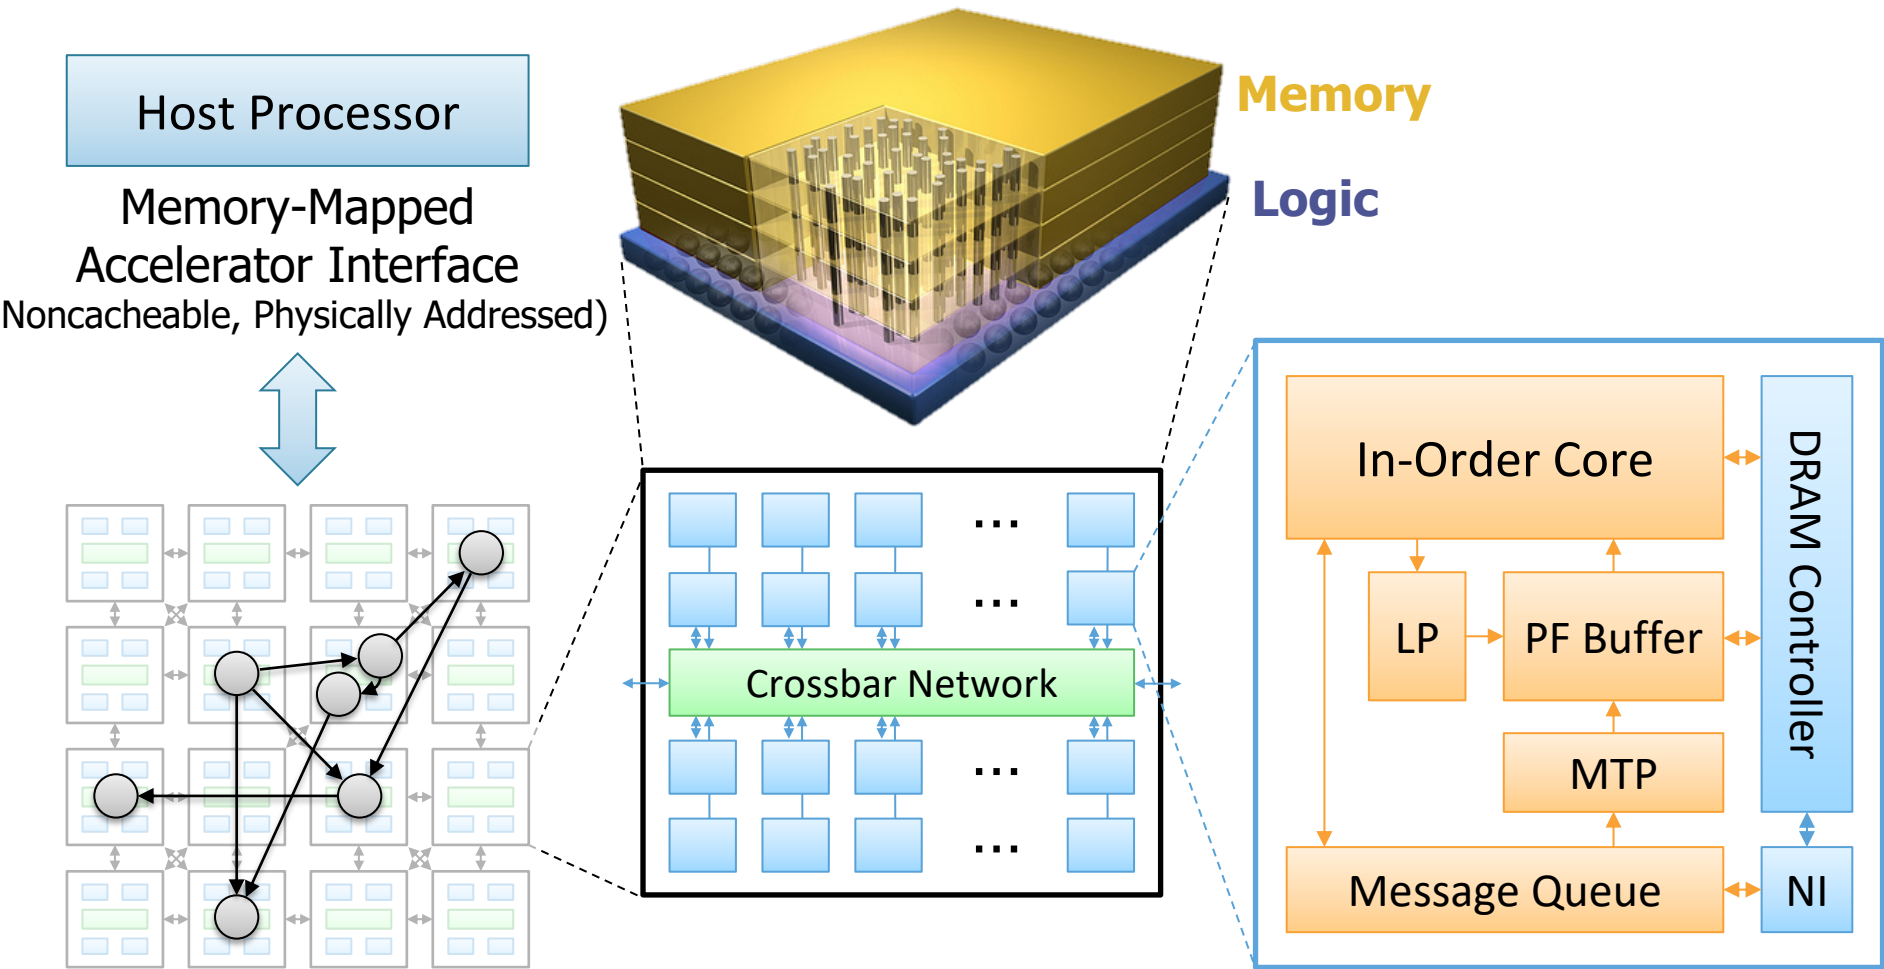 Host Processor
Memory-Mapped
Accelerator Interface
Noncacheable, Physically Addressed)
Memory
Logic
...
...
Crossbar Network
...
...
In-Order Core
DRAM Controller
LP
PF Buffer
MTP
Message Queue
NI